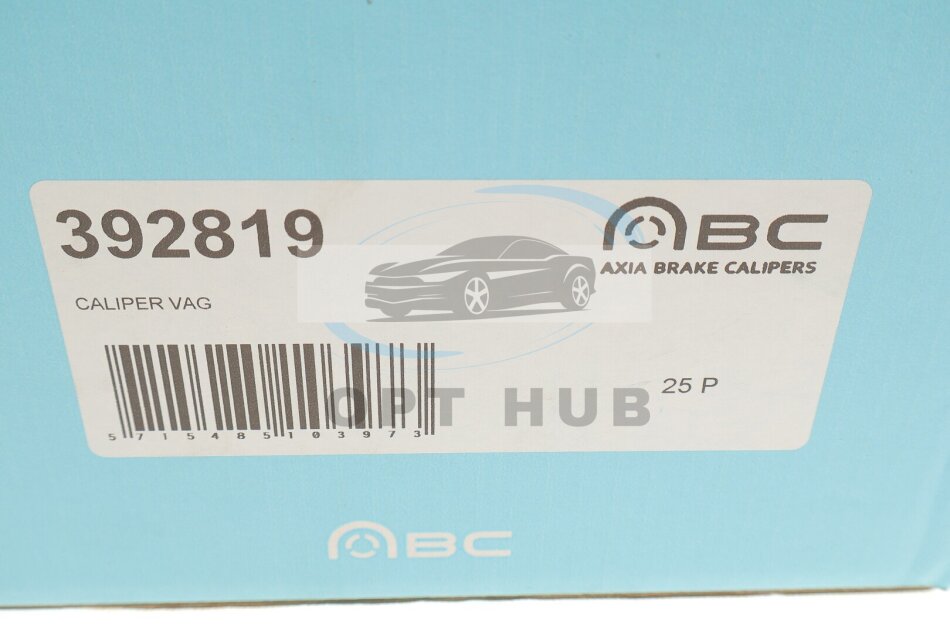 392819
ABC
AXIA BRAKE CALIPERS
CALIPER VAG
25 P
OPT HUB
5715485103973
ABC